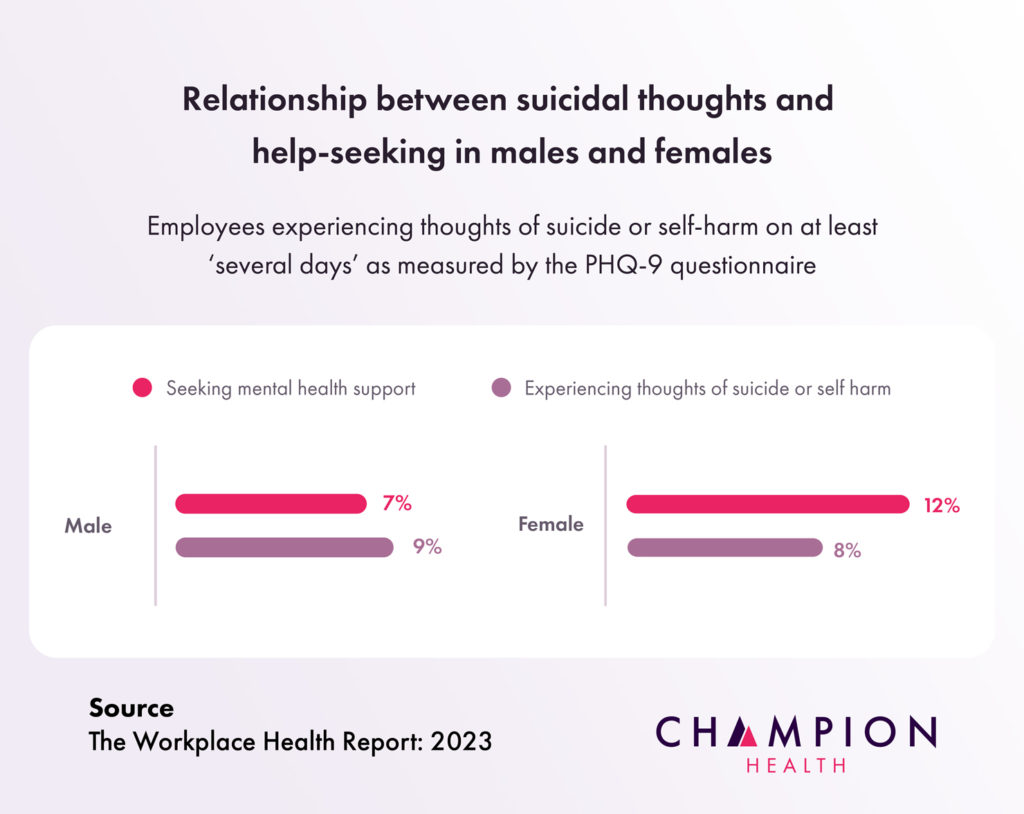 Relationship between suicidal thoughts and
help-seeking in males and females
Employees experiencing thoughts of suicide or self-harm on at least
‘several days’ as measured by the PHQ-9 questionnaire
Seeking mental health support
Experiencing thoughts of suicide or self harm
Male
7%
9%
Female
12%
8%
Source
The Workplace Health Report: 2023
CHAMPION
HEALTH